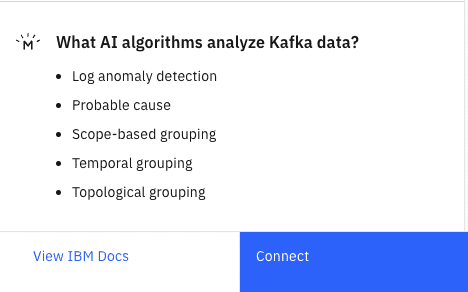 What AI algorithms analyze Kafka data?
• Log anomaly detection
• Probable cause
• Scope-based grouping
• Temporal grouping
• Topological grouping
View IBM Docs
Connect